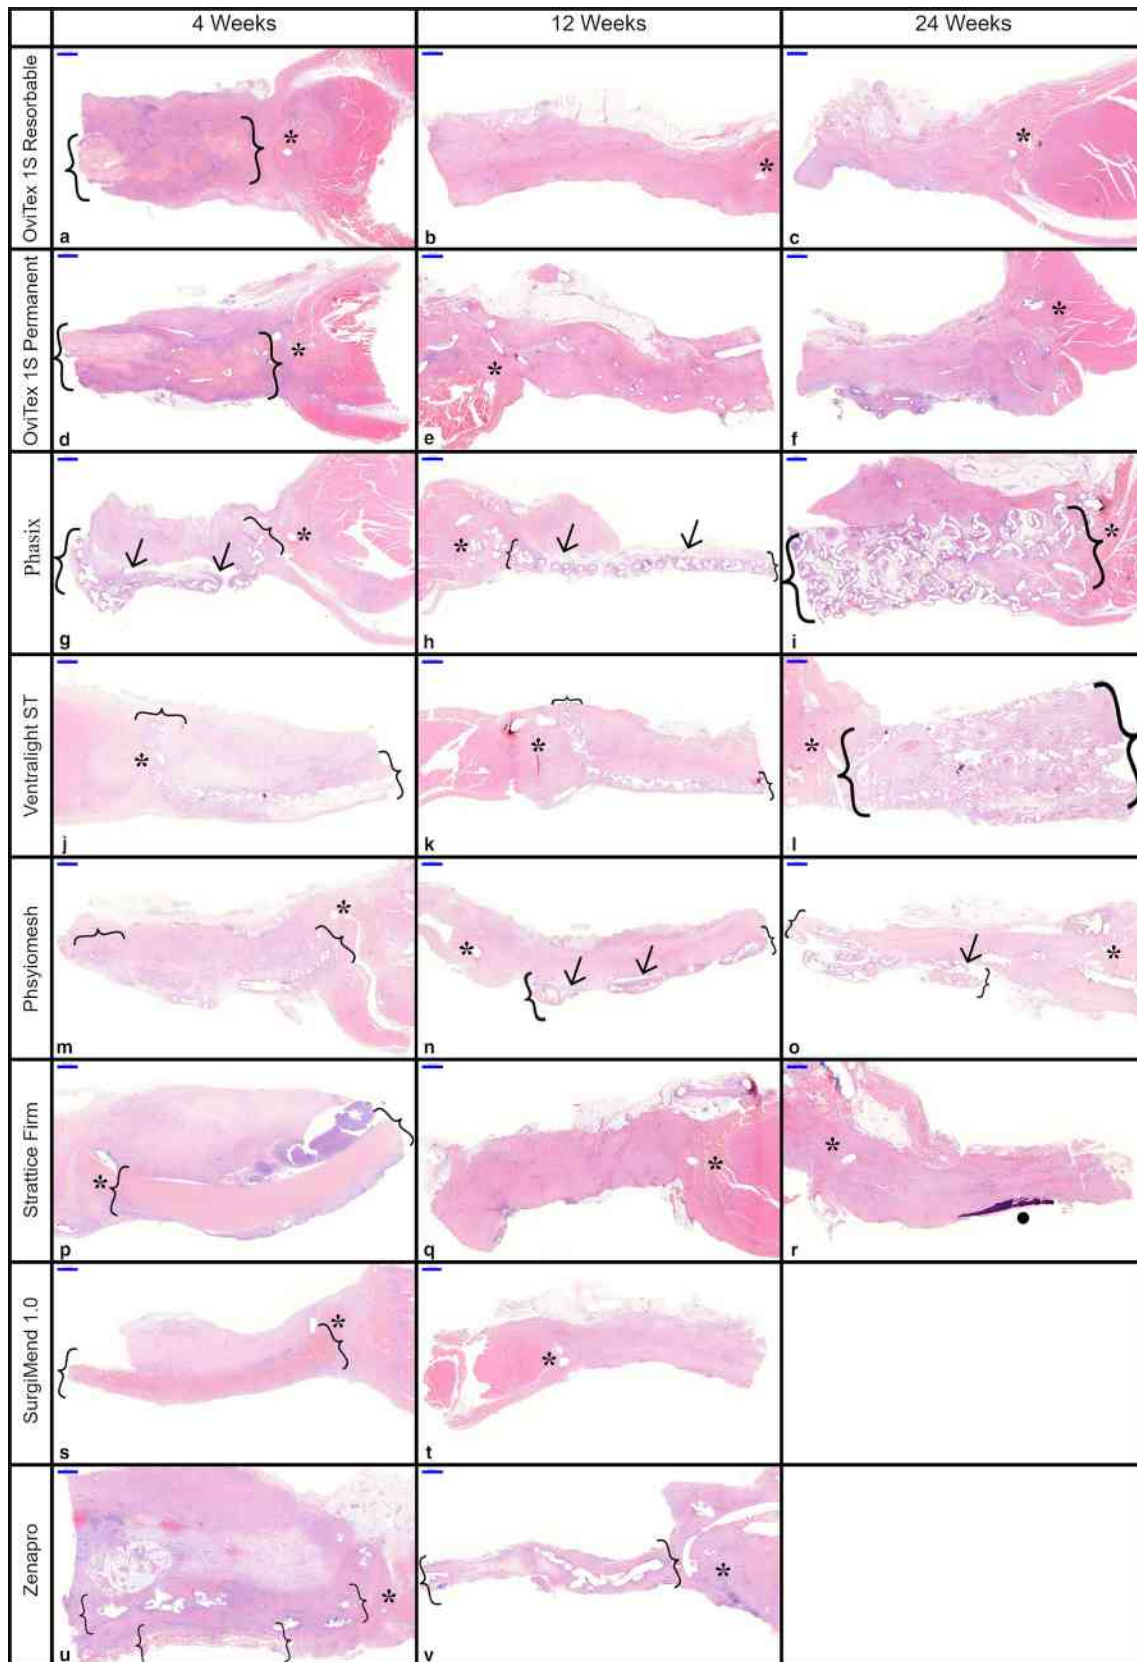 4 Weeks 12 Weeks 24 Weeks
OviTex 1S Resorbable
a b c
OviTex 1S Permanent
d e f
Phasix
g h i
Ventralight ST
j k l
Phsyiomesh
m n o
Strattice Firm
p q r
SurgiMend 1.0
s t
Zenapro
u v